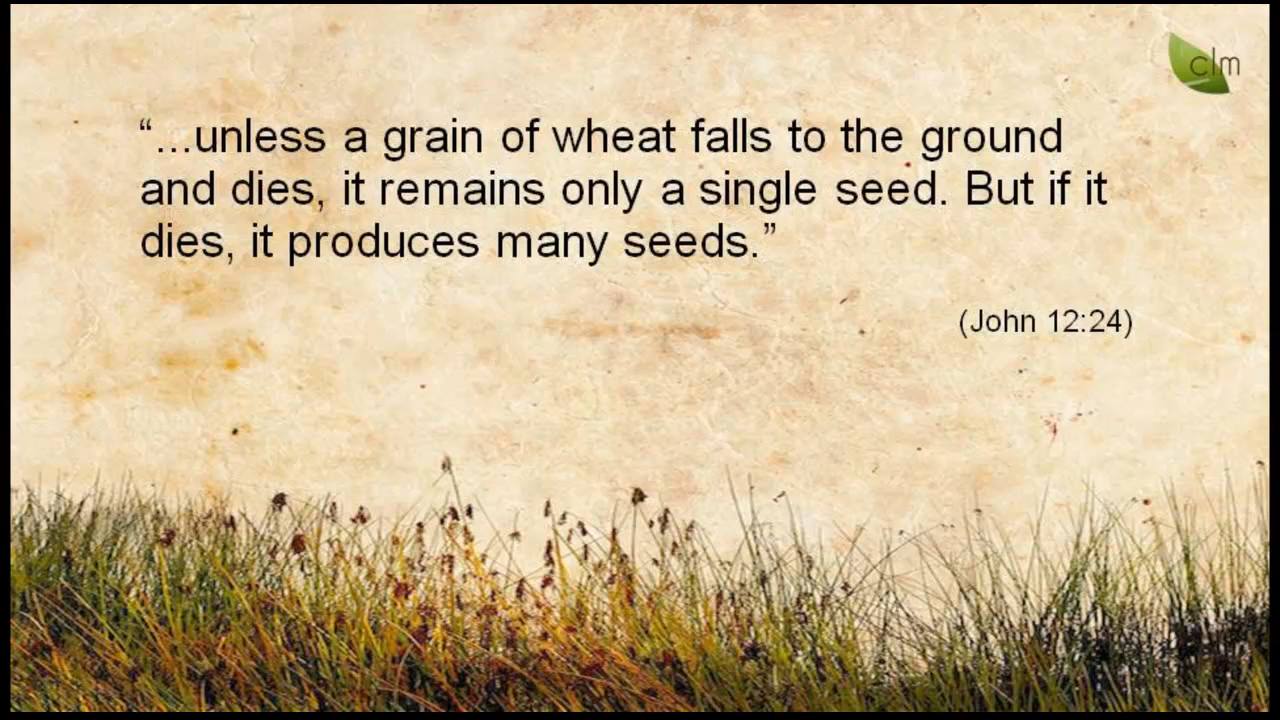 clm
“...unless a grain of wheat falls to the ground
and dies, it remains only a single seed. But if it
dies, it produces many seeds.”
(John 12:24)